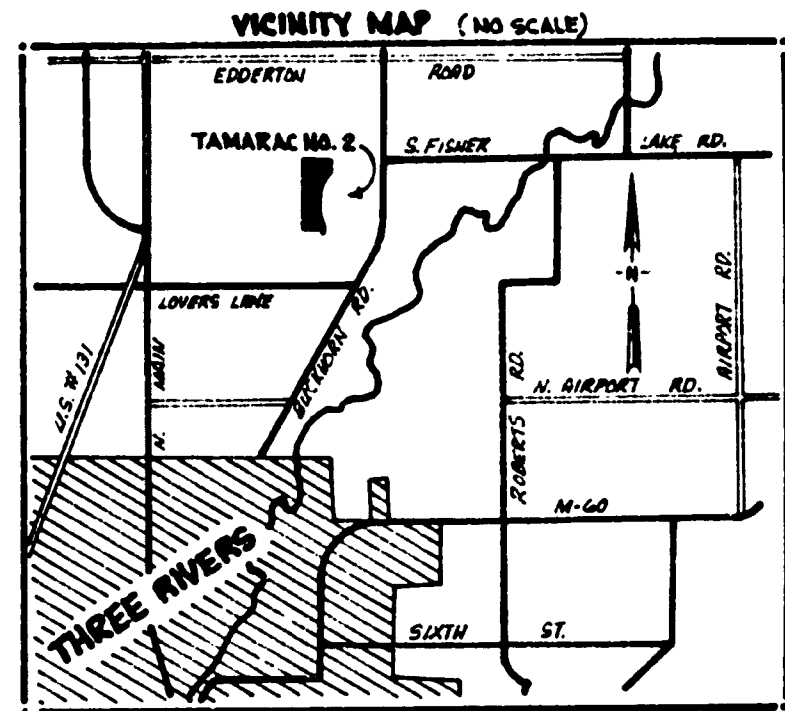 VICINITY MAP (NO SCALE)
EDDERTON ROAD
TAMARAC NO. 2
S. FISHER LAKE RD.
-N-
LOVERS LANE
BUCKHORN RD.
U.S. #131
N. MAIN
AIRPORT RD.
N. AIRPORT RD.
ROBERTS RD.
M-60
THREE RIVERS
SIXTH ST.